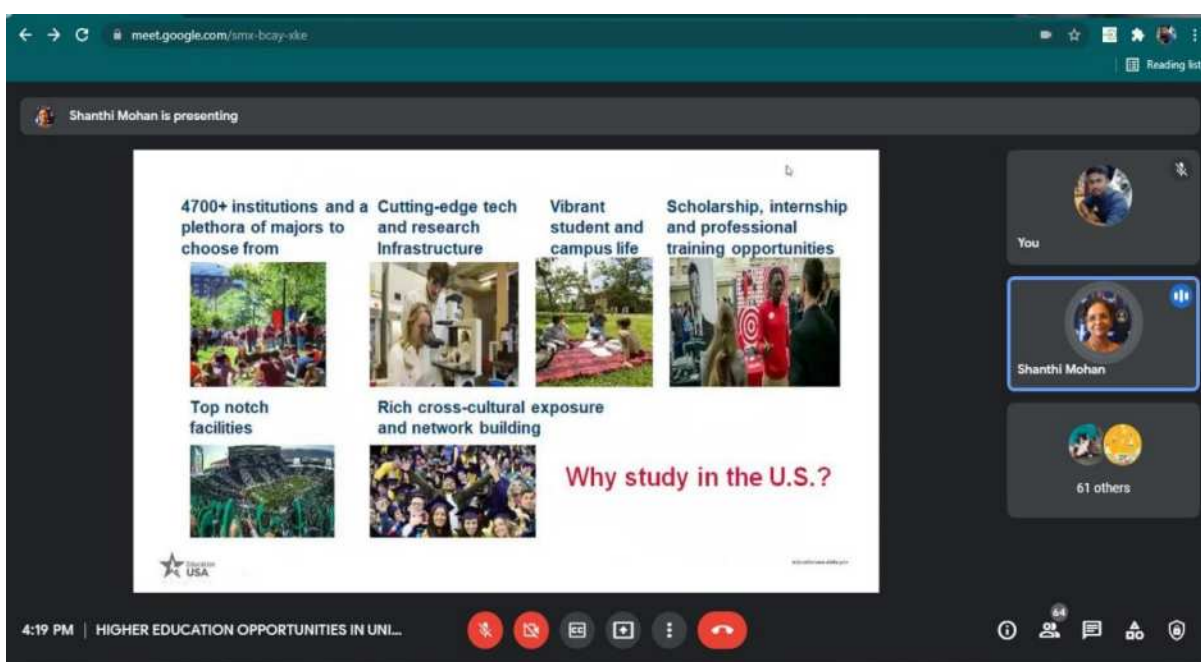 meet.google.com/smx-bcay-xke
Reading list
Shanthi Mohan is presenting
4700+ institutions and a
plethora of majors to
choose from
Cutting-edge tech
and research
Infrastructure
Vibrant
student and
campus life
Scholarship, internship
and professional
training opportunities
Top notch
facilities
Rich cross-cultural exposure
and network building
Why study in the U.S.?
Education
USA
You
Shanthi Mohan
61 others
4:19 PM | HIGHER EDUCATION OPPORTUNITIES IN UNI...
CC
64